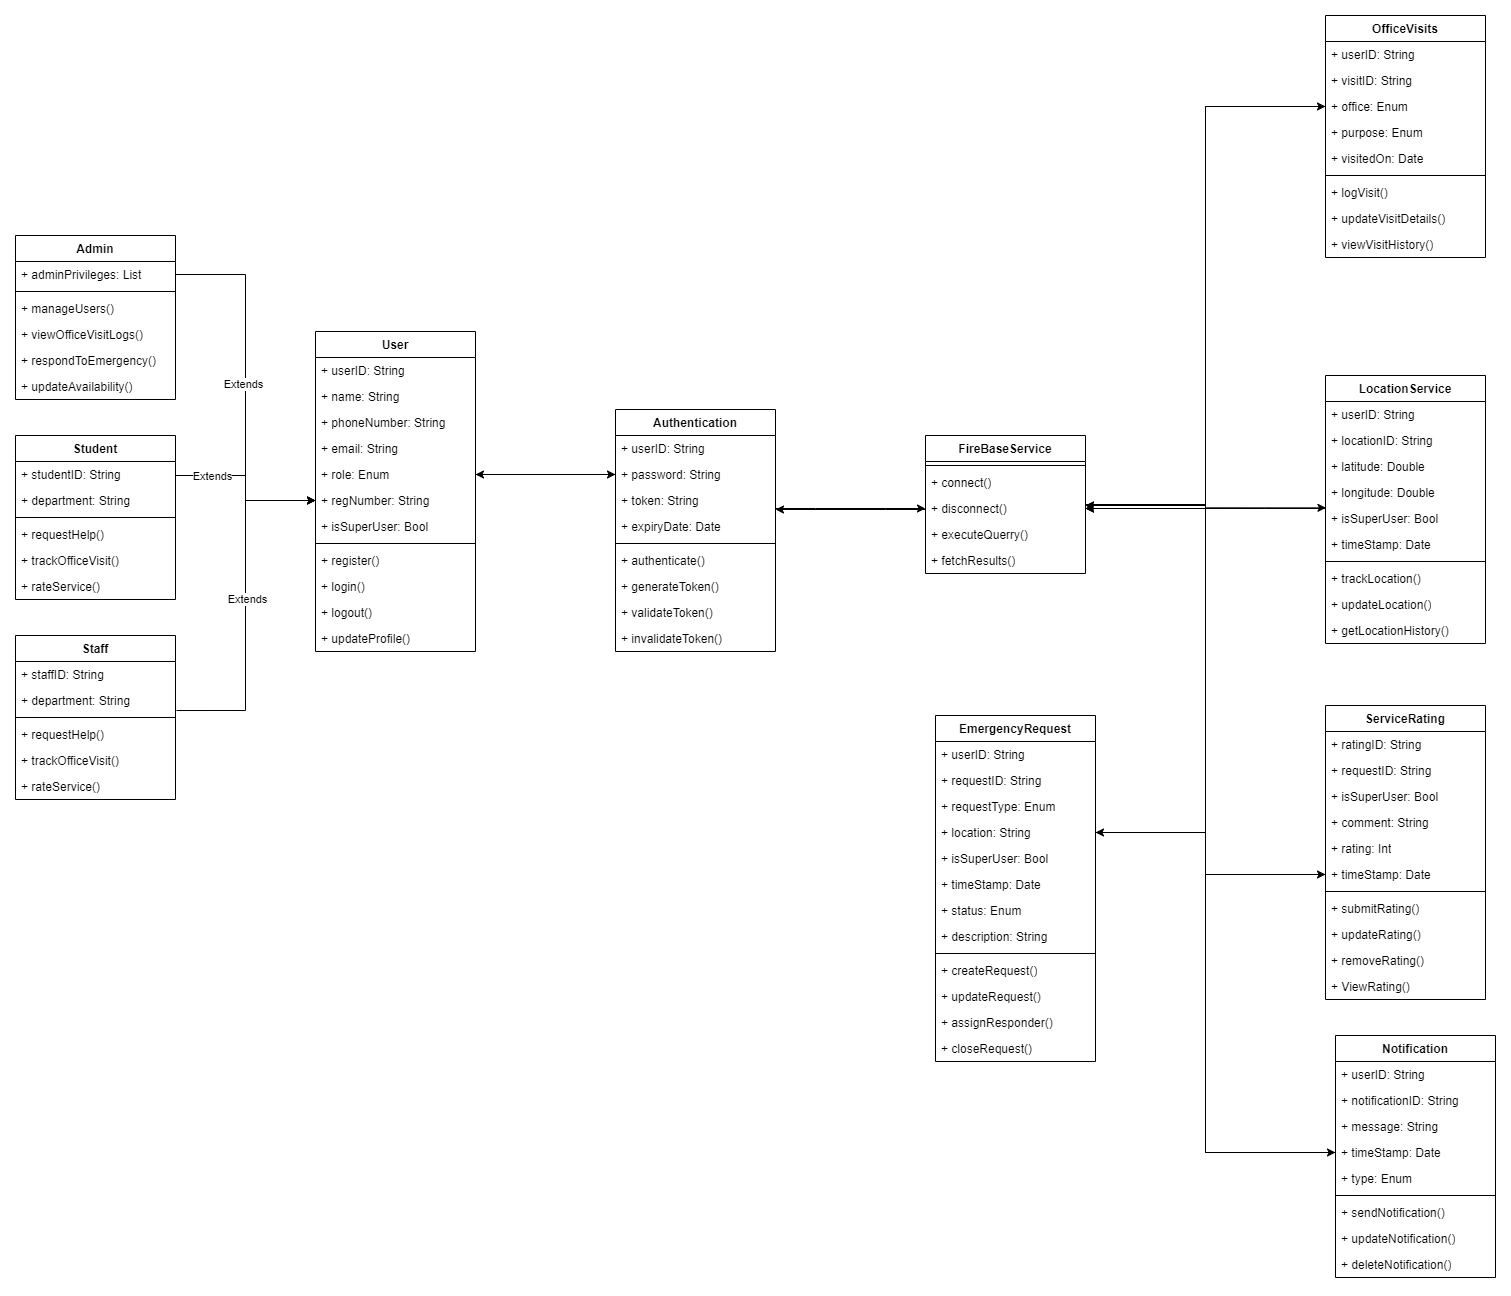 OfficeVisits
+ userID: String
+ visitID: String
+ office: Enum
+ purpose: Enum
+ visitedOn: Date
+ logVisit()
+ updateVisitDetails()
+ viewVisitHistory()
Admin
+ adminPrivileges: List
+ manageUsers()
+ viewOfficeVisitLogs()
+ respondToEmergency()
+ updateAvailability()
Extends
Student
+ studentID: String
+ department: String
+ requestHelp()
+ trackOfficeVisit()
+ rateService()
Extends
Staff
+ staffID: String
+ department: String
+ requestHelp()
+ trackOfficeVisit()
+ rateService()
Extends
User
+ userID: String
+ name: String
+ phoneNumber: String
+ email: String
+ role: Enum
+ regNumber: String
+ isSuperUser: Bool
+ register()
+ login()
+ logout()
+ updateProfile()
Authentication
+ userID: String
+ password: String
+ token: String
+ expiryDate: Date
+ authenticate()
+ generateToken()
+ validateToken()
+ invalidateToken()
FireBaseService
+ connect()
+ disconnect()
+ executeQuerry()
+ fetchResults()
LocationService
+ userID: String
+ locationID: String
+ latitude: Double
+ longitude: Double
+ isSuperUser: Bool
+ timeStamp: Date
+ trackLocation()
+ updateLocation()
+ getLocationHistory()
EmergencyRequest
+ userID: String
+ requestID: String
+ requestType: Enum
+ location: String
+ isSuperUser: Bool
+ timeStamp: Date
+ status: Enum
+ description: String
+ createRequest()
+ updateRequest()
+ assignResponder()
+ closeRequest()
ServiceRating
+ ratingID: String
+ requestID: String
+ isSuperUser: Bool
+ comment: String
+ rating: Int
+ timeStamp: Date
+ submitRating()
+ updateRating()
+ removeRating()
+ ViewRating()
Notification
+ userID: String
+ notificationID: String
+ message: String
+ timeStamp: Date
+ type: Enum
+ sendNotification()
+ updateNotification()
+ deleteNotification()